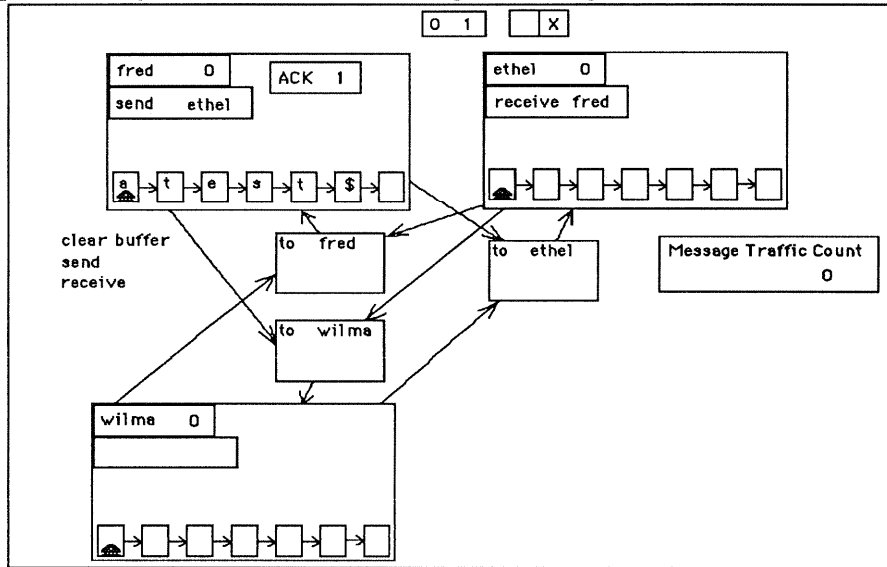 0 1 X
fred 0
ACK 1
send ethel
a t e s t $
ethel 0
receive fred
clear buffer
send
receive
to fred
to ethel
Message Traffic Count
0
to wilma
wilma 0